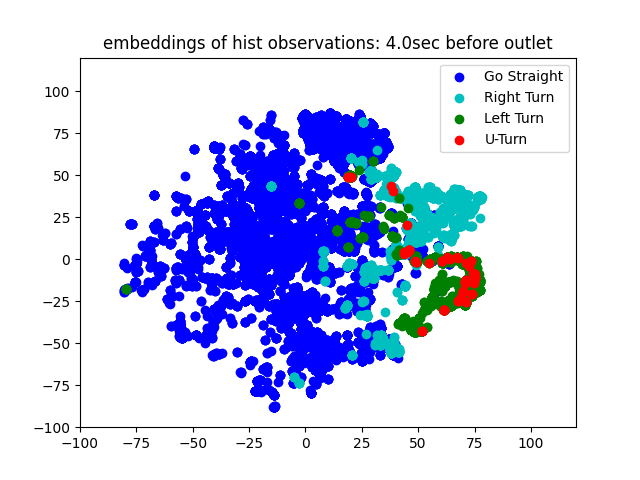 embeddings of hist observations: 4.0sec before outlet
Go Straight
Right Turn
Left Turn
U-Turn
100
75
50
25
0
−25
−50
−75
−100
−100 −75 −50 −25 0 25 50 75 100